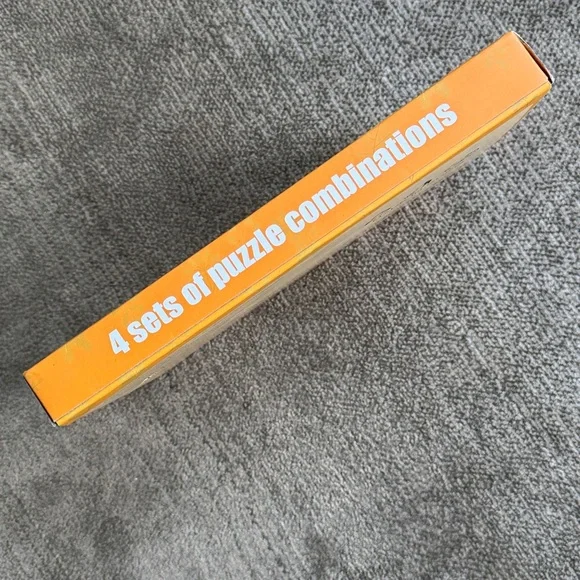 4 sets of puzzle combinations